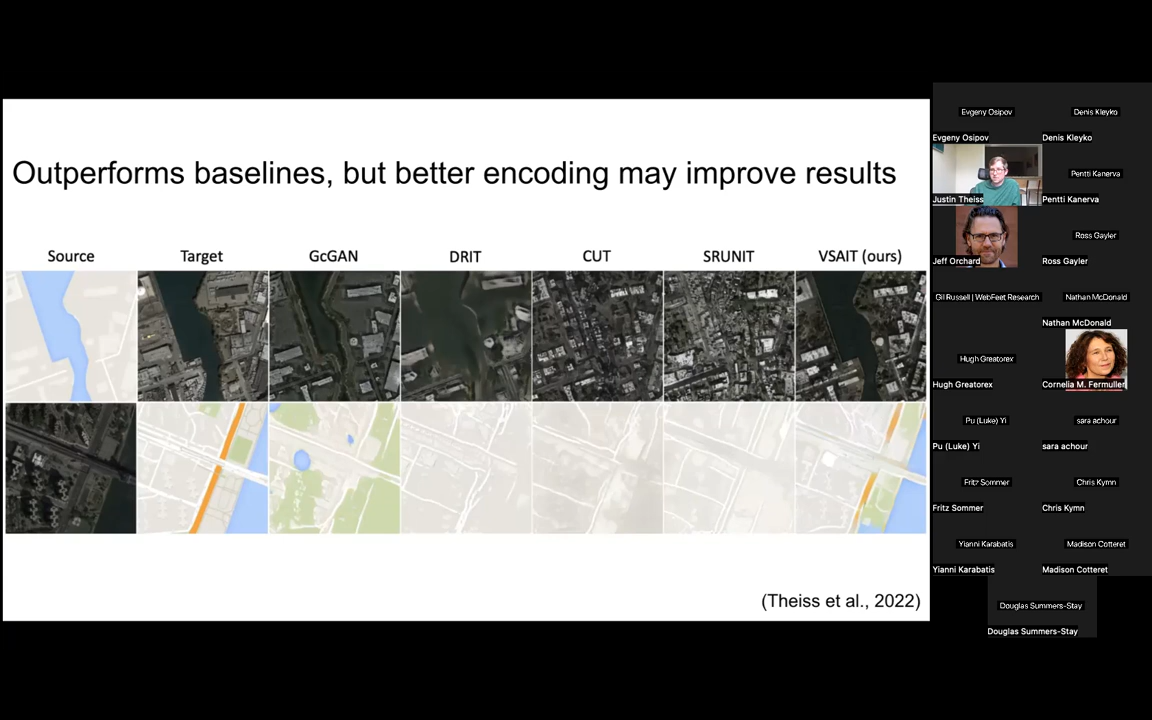 Outperforms baselines, but better encoding may improve results
Source Target GcGAN DRIT CUT SRUNIT VSAIT (ours)
(Theiss et al., 2022)
Evgeny Osipov Denis Kleyko
Evgeny Osipov Denis Kleyko
Pentti Kanerva
Justin Theiss Pentti Kanerva
Ross Gayler
Jeff Orchard Ross Gayler
Gil Russell | WebFeet Research Nathan McDonald
Nathan McDonald
Hugh Greatorex
Hugh Greatorex Cornelia M. Fermuller
Pu (Luke) Yi sara achour
Pu (Luke) Yi sara achour
Fritz Sommer Chris Kymn
Fritz Sommer Chris Kymn
Yianni Karabatis Madison Cotteret
Yianni Karabatis Madison Cotteret
Douglas Summers-Stay
Douglas Summers-Stay